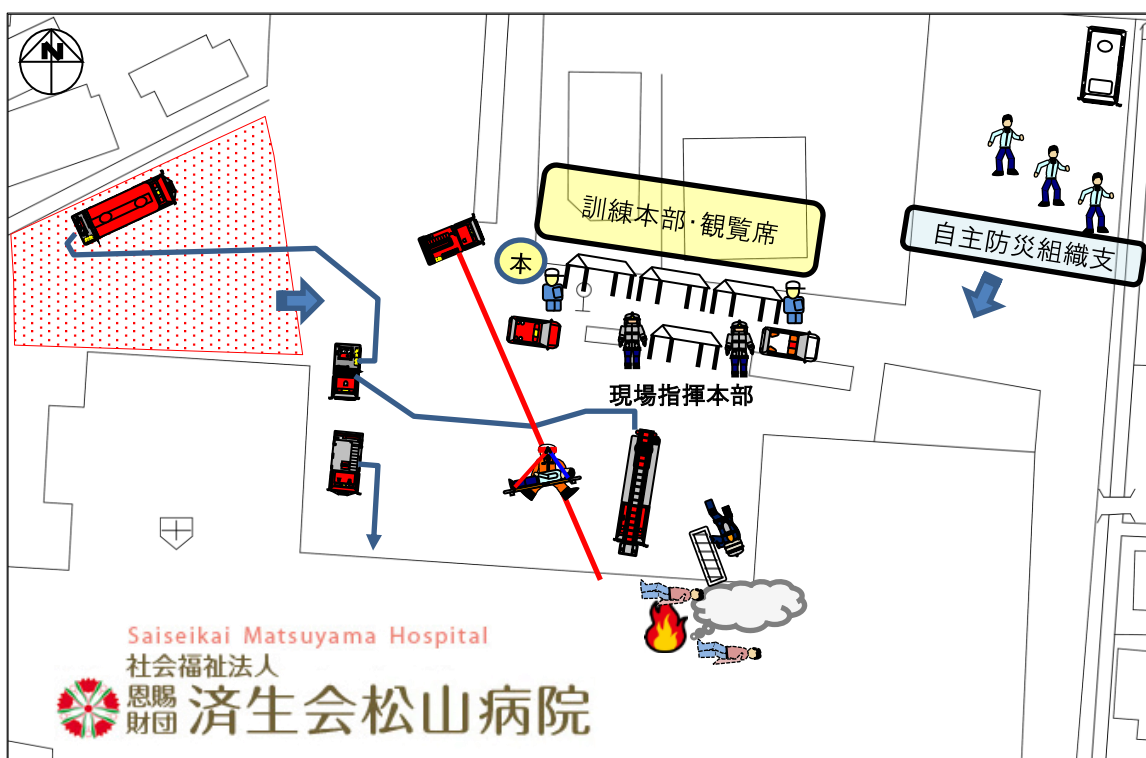 N
訓練本部・観覧席
本
自主防災組織支
現場指揮本部
Saiseikai Matsuyama Hospital
社会福祉法人
恩賜
財団
済生会松山病院